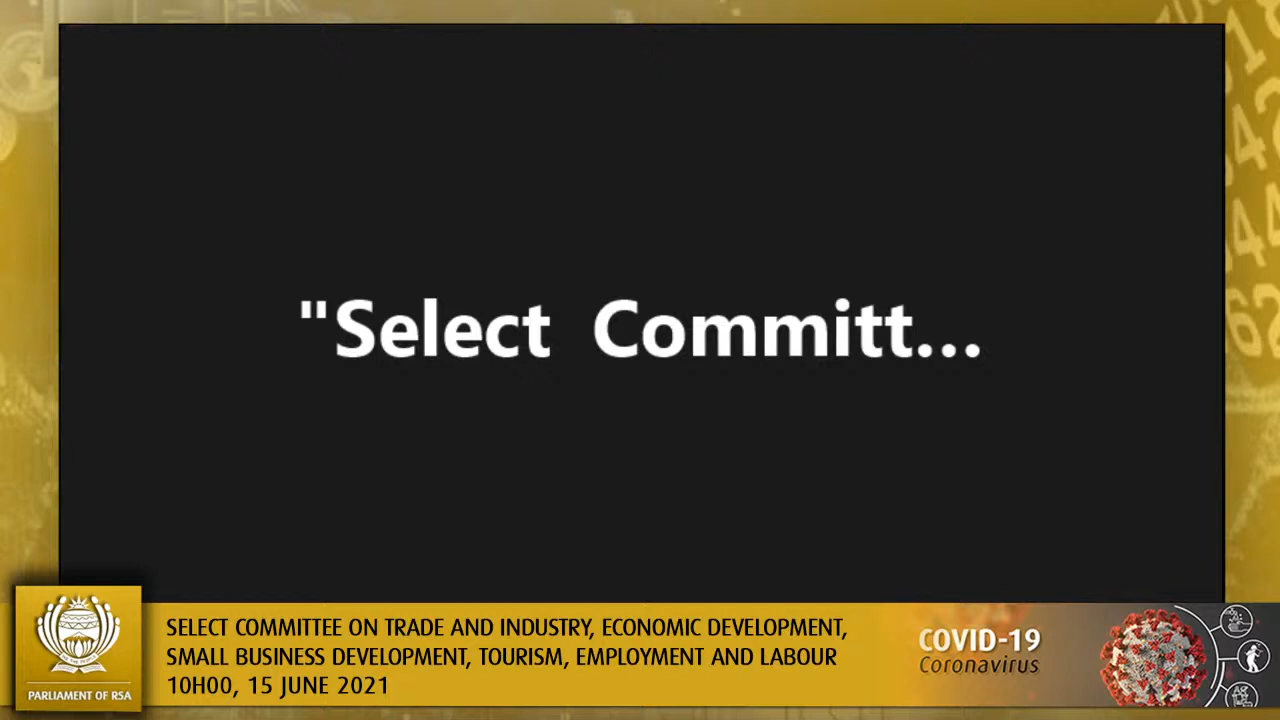 "Select Committ...
SELECT COMMITTEE ON TRADE AND INDUSTRY, ECONOMIC DEVELOPMENT,
SMALL BUSINESS DEVELOPMENT, TOURISM, EMPLOYMENT AND LABOUR
10H00, 15 JUNE 2021
PARLIAMENT OF RSA
COVID-19
Coronavirus